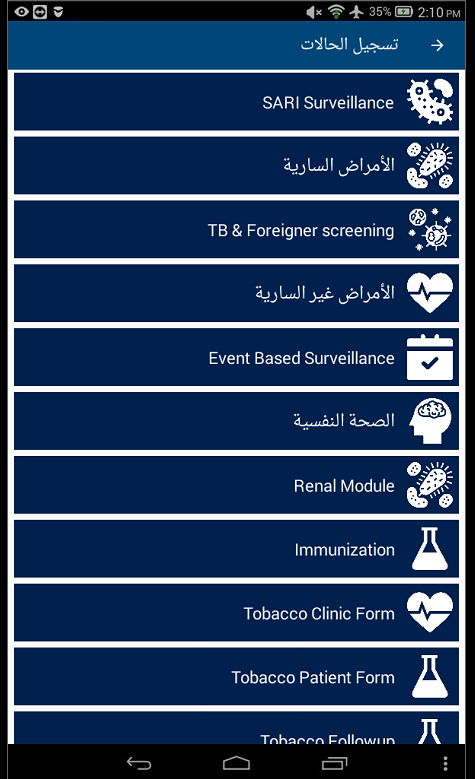 35% 2:10 PM
تسجيل الحالات
SARI Surveillance
الأمراض السارية
TB & Foreigner screening
الأمراض غير السارية
Event Based Surveillance
الصحة النفسية
Renal Module
Immunization
Tobacco Clinic Form
Tobacco Patient Form
Tobacco Followup